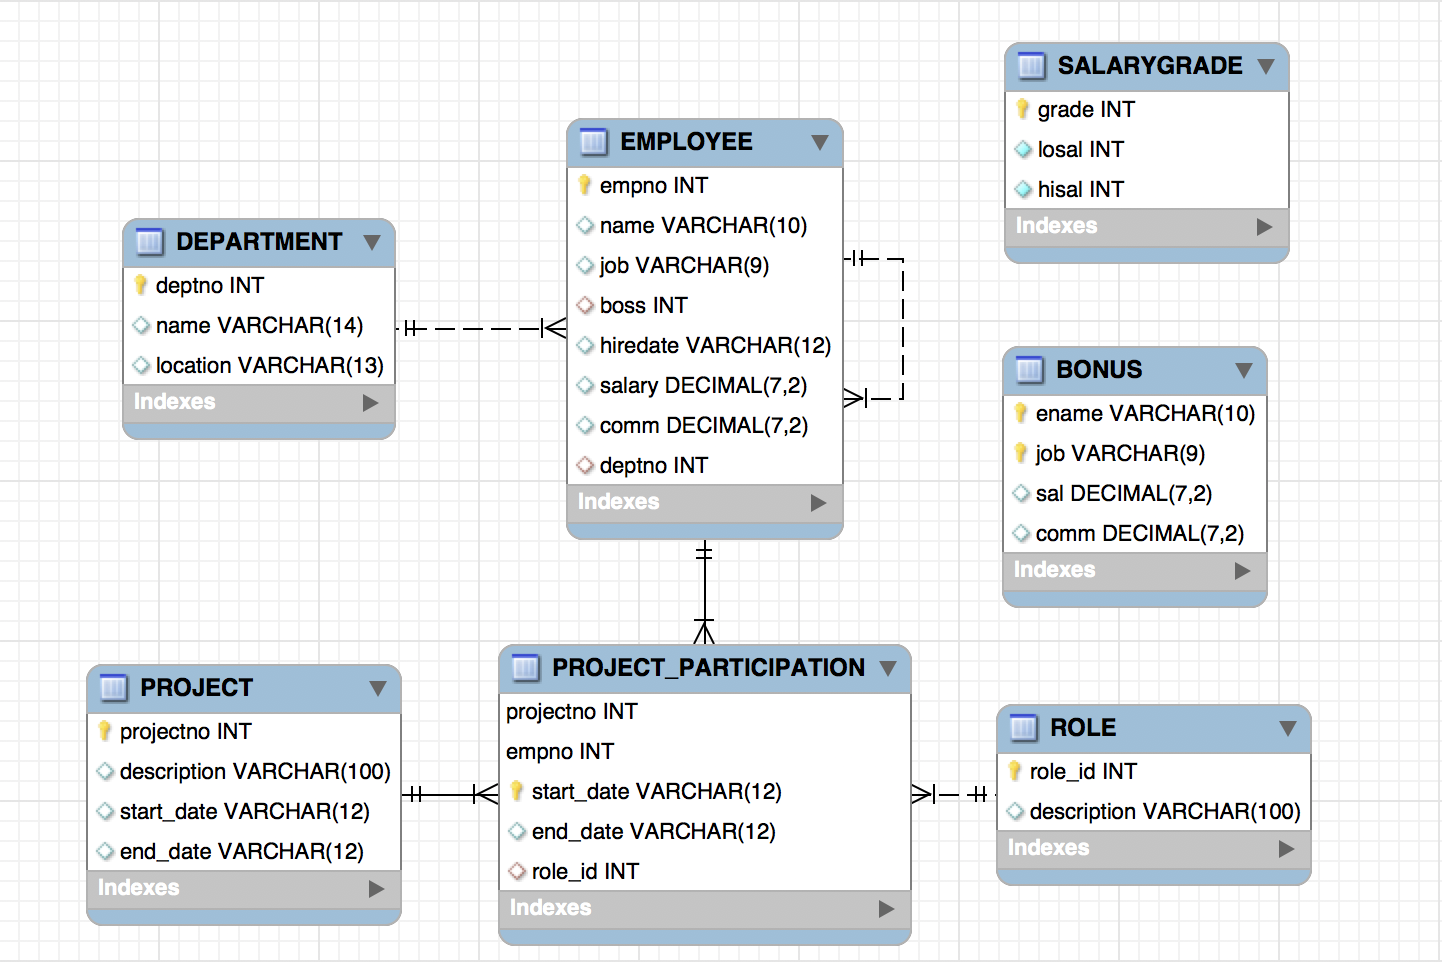 SALARYGRADE
grade INT
losal INT
hisal INT
Indexes
EMPLOYEE
empno INT
name VARCHAR(10)
job VARCHAR(9)
boss INT
hiredate VARCHAR(12)
salary DECIMAL(7,2)
comm DECIMAL(7,2)
deptno INT
Indexes
DEPARTMENT
deptno INT
name VARCHAR(14)
location VARCHAR(13)
Indexes
BONUS
ename VARCHAR(10)
job VARCHAR(9)
sal DECIMAL(7,2)
comm DECIMAL(7,2)
Indexes
PROJECT
projectno INT
description VARCHAR(100)
start_date VARCHAR(12)
end_date VARCHAR(12)
Indexes
PROJECT_PARTICIPATION
projectno INT
empno INT
start_date VARCHAR(12)
end_date VARCHAR(12)
role_id INT
Indexes
ROLE
role_id INT
description VARCHAR(100)
Indexes